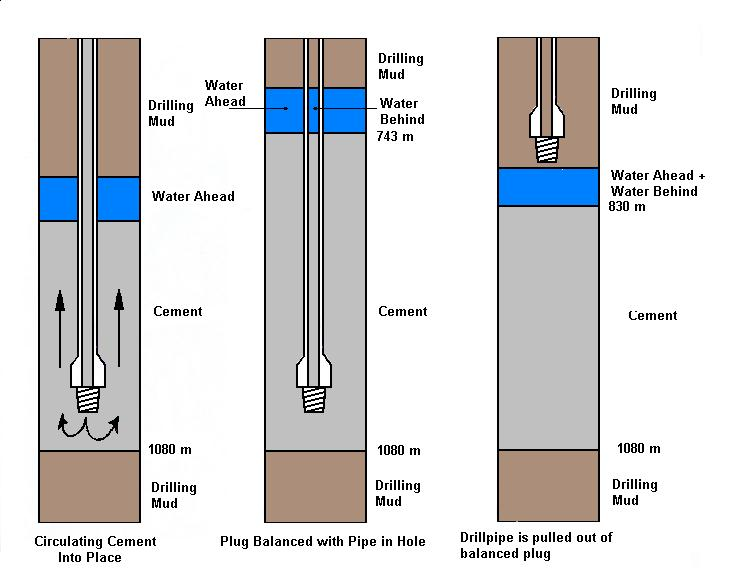 Drilling
Mud
Water Ahead
Cement
1080 m
Drilling
Mud
Circulating Cement
Into Place
Drilling
Mud
Water
Ahead
Water
Behind
743 m
Cement
1080 m
Drilling
Mud
Plug Balanced with Pipe in Hole
Drilling
Mud
Water Ahead +
Water Behind
830 m
Cement
1080 m
Drilling
Mud
Drillpipe is pulled out of
balanced plug